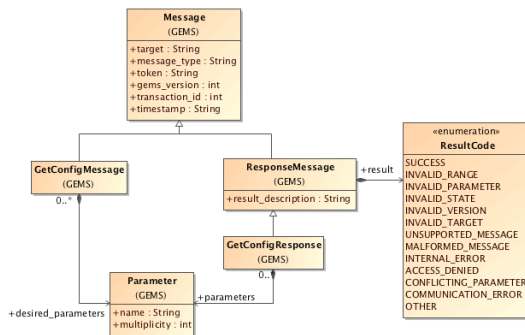 Message
(GEMS)
+target : String
+message_type : String
+token : String
+gems_version : int
+transaction_id : int
+timestamp : String
GetConfigMessage
(GEMS)
0..*
ResponseMessage
(GEMS)
+result_description : String
+result
«enumeration»
ResultCode
SUCCESS
INVALID_RANGE
INVALID_PARAMETER
INVALID_STATE
INVALID_VERSION
INVALID_TARGET
UNSUPPORTED_MESSAGE
MALFORMED_MESSAGE
INTERNAL_ERROR
ACCESS_DENIED
CONFLICTING_PARAMETER
COMMUNICATION_ERROR
OTHER
GetConfigResponse
(GEMS)
0..*
+parameters
+desired_parameters
Parameter
(GEMS)
+name : String
+multiplicity : int